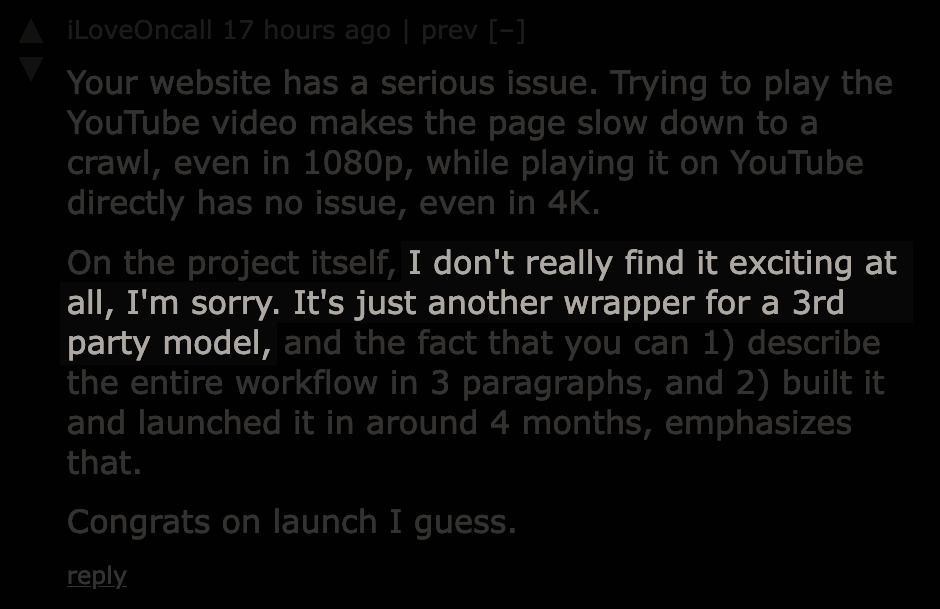 iLoveOncall 17 hours ago | prev [–]
Your website has a serious issue. Trying to play the
YouTube video makes the page slow down to a
crawl, even in 1080p, while playing it on YouTube
directly has no issue, even in 4K.
On the project itself, I don't really find it exciting at
all, I'm sorry. It's just another wrapper for a 3rd
party model, and the fact that you can 1) describe
the entire workflow in 3 paragraphs, and 2) built it
and launched it in around 4 months, emphasizes
that.
Congrats on launch I guess.
reply